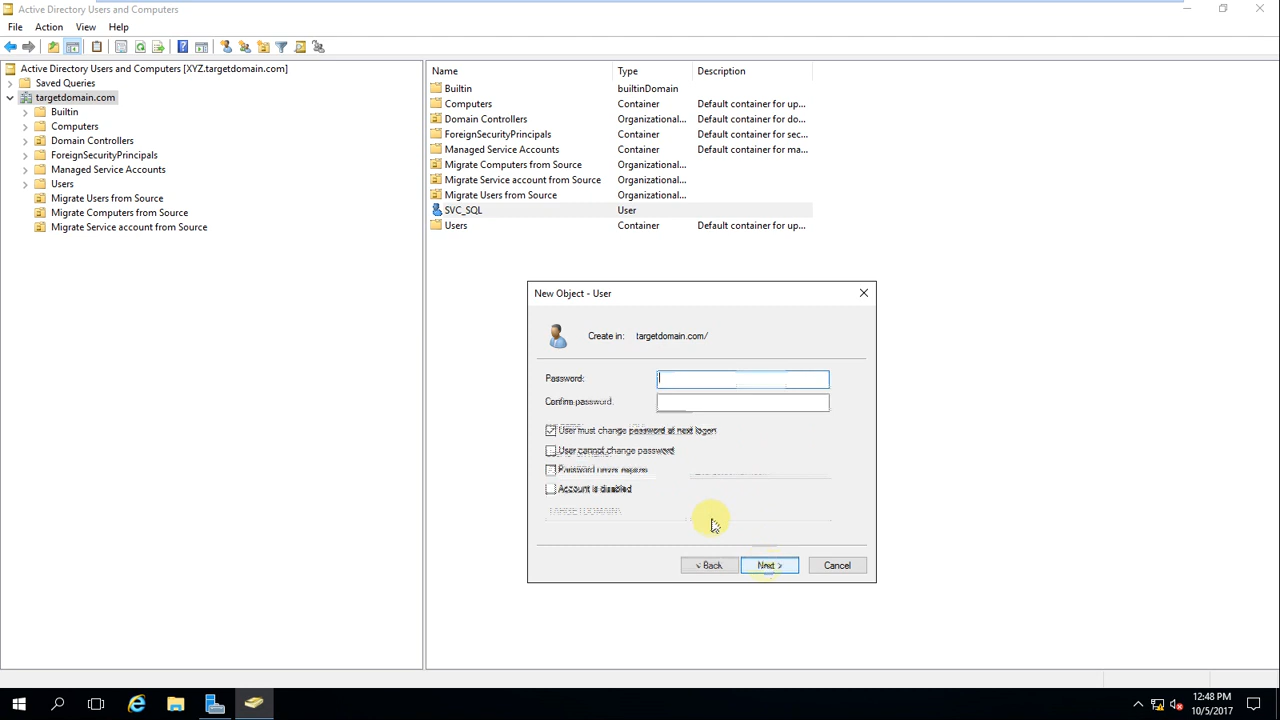 Active Directory Users and Computers
File Action View Help
Active Directory Users and Computers [XYZ.targetdomain.com]
Saved Queries
targetdomain.com
Builtin
Computers
Domain Controllers
ForeignSecurityPrincipals
Managed Service Accounts
Users
Migrate Users from Source
Migrate Computers from Source
Migrate Service account from Source
Name Type Description
Builtin builtinDomain
Computers Container Default container for up...
Domain Controllers Organizational... Default container for do...
ForeignSecurityPrincipals Container Default container for sec...
Managed Service Accounts Container Default container for ma...
Migrate Computers from Source Organizational...
Migrate Service account from Source Organizational...
Migrate Users from Source Organizational...
SVC_SQL User
Users Container Default container for up...
New Object - User
Create in: targetdomain.com/
Password:
Confirm password:
User must change password at next logon
User cannot change password
Password never expires
Account is disabled
< Back Next > Cancel
12:48 PM
10/5/2017